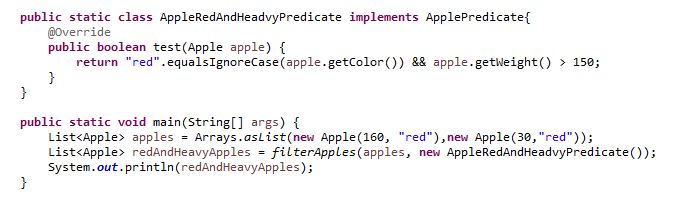 public static class AppleRedAndHeadvyPredicate implements ApplePredicate{
@Override
public boolean test(Apple apple) {
return "red".equalsIgnoreCase(apple.getColor()) && apple.getWeight() > 150;
}
}
public static void main(String[] args) {
List<Apple> apples = Arrays.asList(new Apple(160, "red"),new Apple(30,"red"));
List<Apple> redAndHeavyApples = filterApples(apples, new AppleRedAndHeadvyPredicate());
System.out.println(redAndHeavyApples);
}